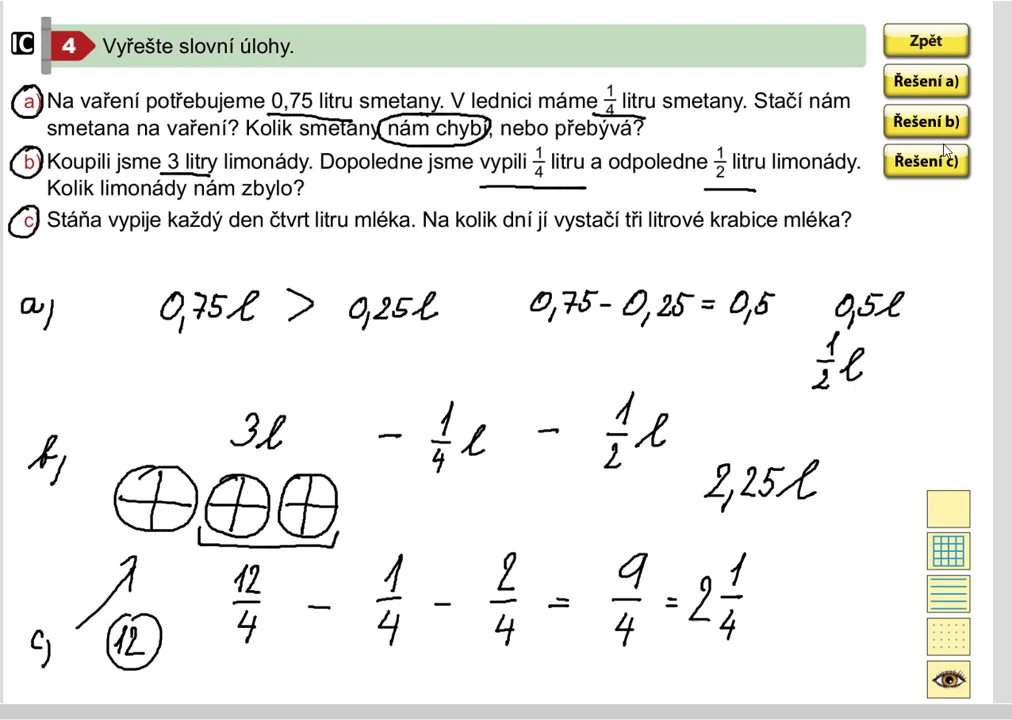 IC 4 Vyřešte slovní úlohy.
Zpět
Řešení a)
Řešení b)
Řešení c)
a) Na vaření potřebujeme 0,75 litru smetany. V lednici máme 1/4 litru smetany. Stačí nám
smetana na vaření? Kolik smetany nám chybí, nebo přebývá?
b) Koupili jsme 3 litry limonády. Dopoledne jsme vypili 1/4 litru a odpoledne 1/2 litru limonády.
Kolik limonády nám zbylo?
c) Stáňa vypije každý den čtvrt litru mléka. Na kolik dní jí vystačí tři litrové krabice mléka?
a) 0,75 l > 0,25 l 0,75 - 0,25 = 0,5 0,5 l
1/2 l
b) 3 l - 1/4 l - 1/2 l
2,25 l
12/4 - 1/4 - 2/4 = 9/4 = 2 1/4
c) 12